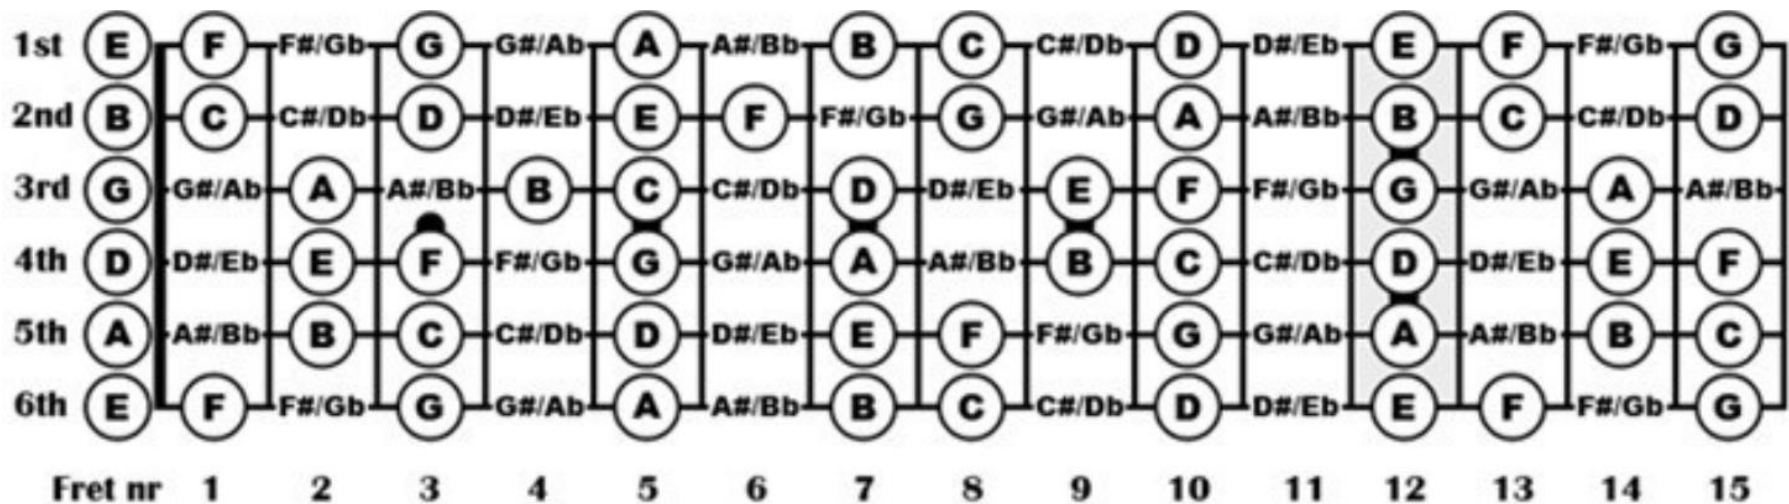 1st E F F#/Gb G G#/Ab A A#/Bb B C C#/Db D D#/Eb E F F#/Gb G
2nd B C C#/Db D D#/Eb E F F#/Gb G G#/Ab A A#/Bb B C C#/Db D
3rd G G#/Ab A A#/Bb B C C#/Db D D#/Eb E F F#/Gb G G#/Ab A A#/Bb
4th D D#/Eb E F F#/Gb G G#/Ab A A#/Bb B C C#/Db D D#/Eb E F
5th A A#/Bb B C C#/Db D D#/Eb E F F#/Gb G G#/Ab A A#/Bb B C
6th E F F#/Gb G G#/Ab A A#/Bb B C C#/Db D D#/Eb E F F#/Gb G
Fret nr 1 2 3 4 5 6 7 8 9 10 11 12 13 14 15